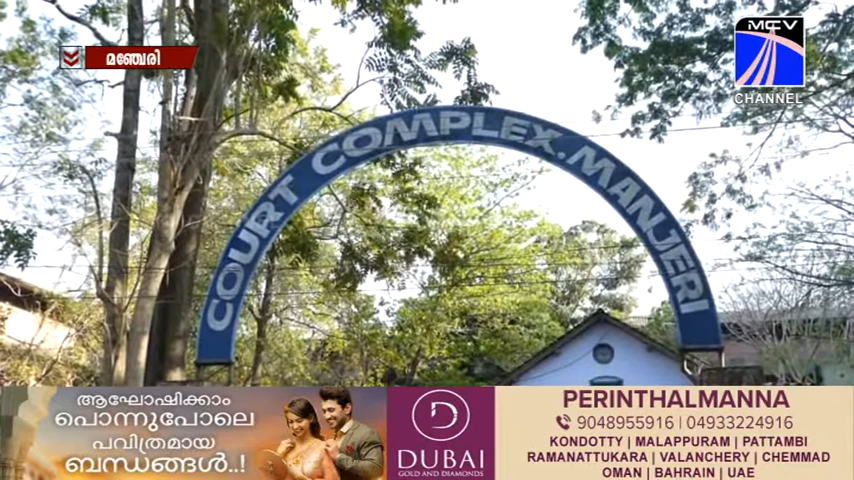 മഞ്ചേരി
MCV
CHANNEL
COURT COMPLEX. MANJERI
ആഘോഷിക്കാം
പൊന്നുപോലെ
പവിത്രമായ
ബന്ധങ്ങൾ..!
D
DUBAI
GOLD AND DIAMONDS
PERINTHALMANNA
9048955916 | 04933224916
KONDOTTY | MALAPPURAM | PATTAMBI
RAMANATTUKARA | VALANCHERY | CHEMMAD
OMAN | BAHRAIN | UAE